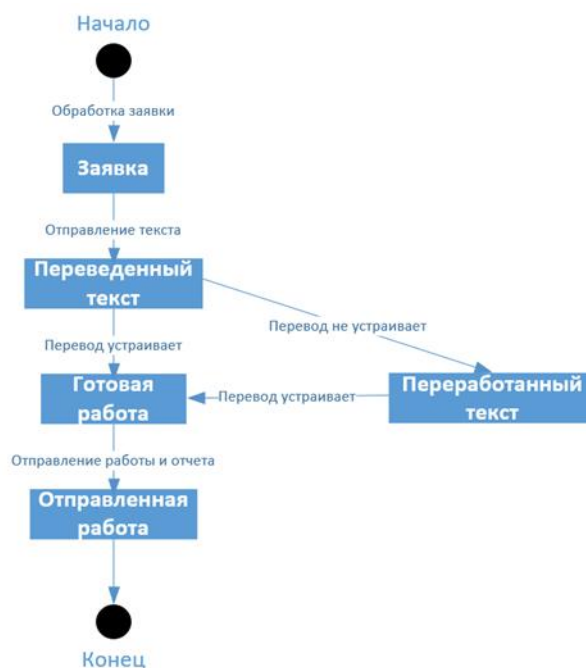 Начало
Обработка заявки
Заявка
Отправление текста
Переведенный
текст
Перевод не устраивает
Перевод устраивает
Готовая
работа
Перевод устраивает
Переработанный
текст
Отправление работы и отчета
Отправленная
работа
Конец